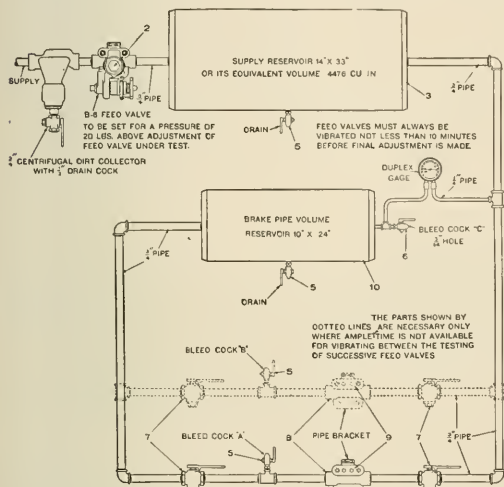 2
SUPPLY
3/4" PIPE
B-6 FEED VALVE
TO BE SET FOR A PRESSURE OF
20 LBS. ABOVE ADJUSTMENT OF
FEED VALVE UNDER TEST.
3/4" CENTRIFUGAL DIRT COLLECTOR
WITH 1/2" DRAIN COCK
SUPPLY RESERVOIR 14" X 33"
OR ITS EQUIVALENT VOLUME 4476 CU IN
3/4" PIPE
3
DRAIN
5
FEED VALVES MUST ALWAYS BE
VIBRATED NOT LESS THAN 10 MINUTES
BEFORE FINAL ADJUSTMENT IS MADE.
DUPLEX
GAGE
1/4" PIPE
BRAKE PIPE VOLUME
RESERVOIR 10" X 24"
BLEED COCK "C"
3/64" HOLE
6
3/4" PIPE
DRAIN
5
10
THE PARTS SHOWN BY
DOTTED LINES ARE NECESSARY ONLY
WHERE AMPLE TIME IS NOT AVAILABLE
FOR VIBRATING BETWEEN THE TESTING
OF SUCCESSIVE FEED VALVES
BLEED COCK "B"
5
7
BLEED COCK "A"
5
8
PIPE BRACKET
9
7
3/4" PIPE